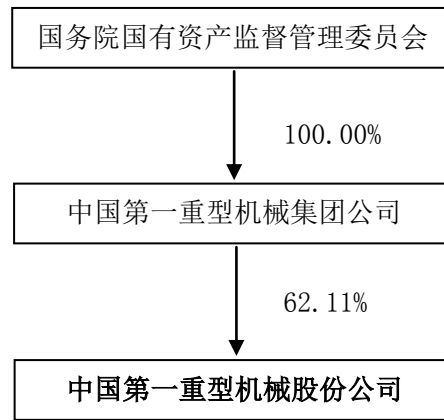 国务院国有资产监督管理委员会
100.00%
中国第一重型机械集团公司
62.11%
中国第一重型机械股份公司